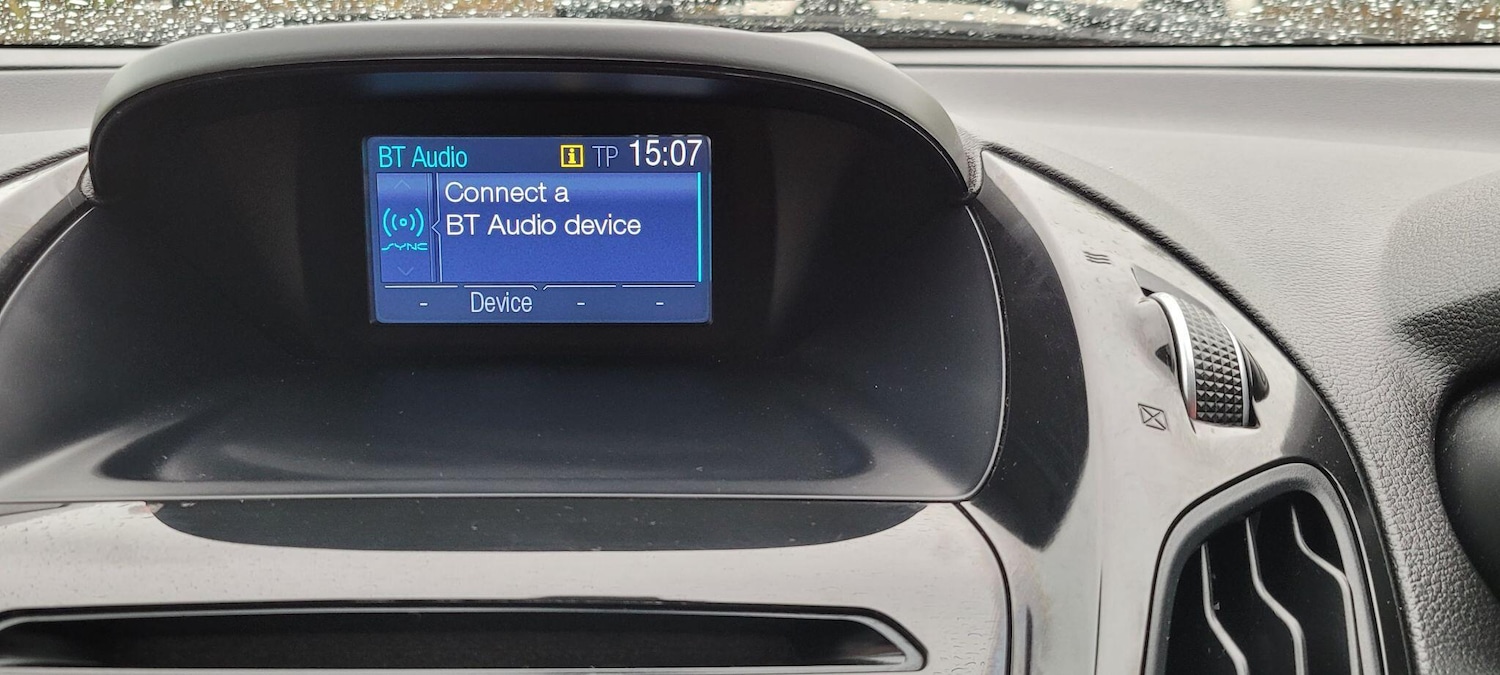 BT Audio i TP 15:07
Connect a
BT Audio device
SYNC
- Device - -